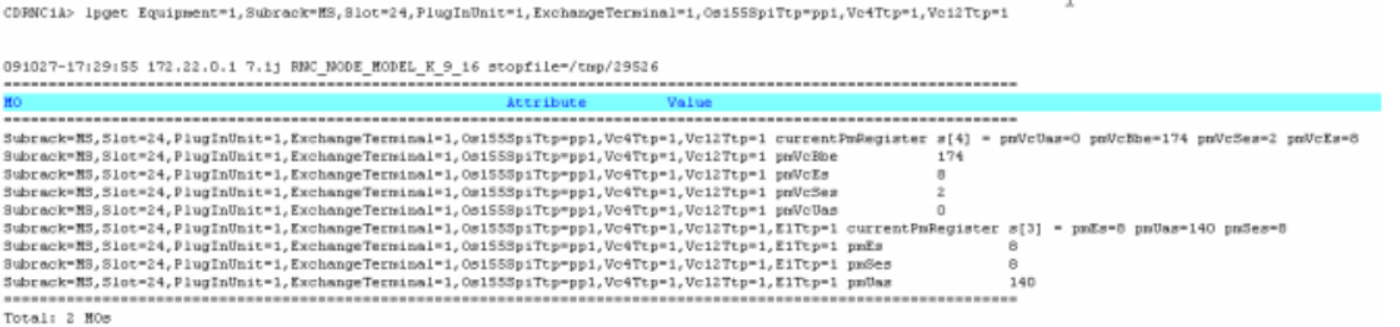 CDRNC1A> lpget Equipment=1,Subrack=MS,Slot=24,PlugInUnit=1,ExchangeTerminal=1,Os155SpiTtp=pp1,Vc4Ttp=1,Vc12Ttp=1
091027-17:29:55 172.22.0.1 7.1j RNC_NODE_MODEL_K_9_16 stopfile=/tmp/29526
=================================================================================================================
MO Attribute Value
=================================================================================================================
Subrack=MS,Slot=24,PlugInUnit=1,ExchangeTerminal=1,Os155SpiTtp=pp1,Vc4Ttp=1,Vc12Ttp=1 currentPmRegister s[4] = pmVcUas=0 pmVcBbe=174 pmVcSes=2 pmVcEs=8
Subrack=MS,Slot=24,PlugInUnit=1,ExchangeTerminal=1,Os155SpiTtp=pp1,Vc4Ttp=1,Vc12Ttp=1 pmVcBbe 174
Subrack=MS,Slot=24,PlugInUnit=1,ExchangeTerminal=1,Os155SpiTtp=pp1,Vc4Ttp=1,Vc12Ttp=1 pmVcEs 8
Subrack=MS,Slot=24,PlugInUnit=1,ExchangeTerminal=1,Os155SpiTtp=pp1,Vc4Ttp=1,Vc12Ttp=1 pmVcSes 2
Subrack=MS,Slot=24,PlugInUnit=1,ExchangeTerminal=1,Os155SpiTtp=pp1,Vc4Ttp=1,Vc12Ttp=1 pmVcUas 0
Subrack=MS,Slot=24,PlugInUnit=1,ExchangeTerminal=1,Os155SpiTtp=pp1,Vc4Ttp=1,Vc12Ttp=1,E1Ttp=1 currentPmRegister s[3] = pmEs=8 pmUas=140 pmSes=8
Subrack=MS,Slot=24,PlugInUnit=1,ExchangeTerminal=1,Os155SpiTtp=pp1,Vc4Ttp=1,Vc12Ttp=1,E1Ttp=1 pmEs 8
Subrack=MS,Slot=24,PlugInUnit=1,ExchangeTerminal=1,Os155SpiTtp=pp1,Vc4Ttp=1,Vc12Ttp=1,E1Ttp=1 pmSes 8
Subrack=MS,Slot=24,PlugInUnit=1,ExchangeTerminal=1,Os155SpiTtp=pp1,Vc4Ttp=1,Vc12Ttp=1,E1Ttp=1 pmUas 140
=================================================================================================================
Total: 2 MOs